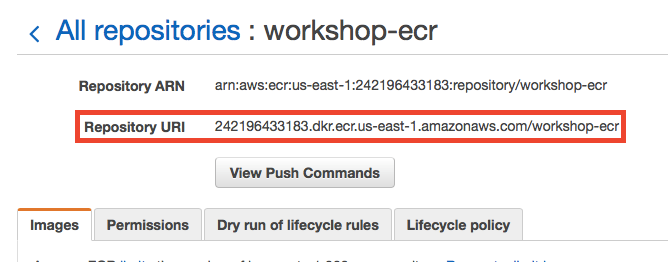 All repositories : workshop-ecr
Repository ARN arn:aws:ecr:us-east-1:242196433183:repository/workshop-ecr
Repository URI 242196433183.dkr.ecr.us-east-1.amazonaws.com/workshop-ecr
View Push Commands
Images Permissions Dry run of lifecycle rules Lifecycle policy